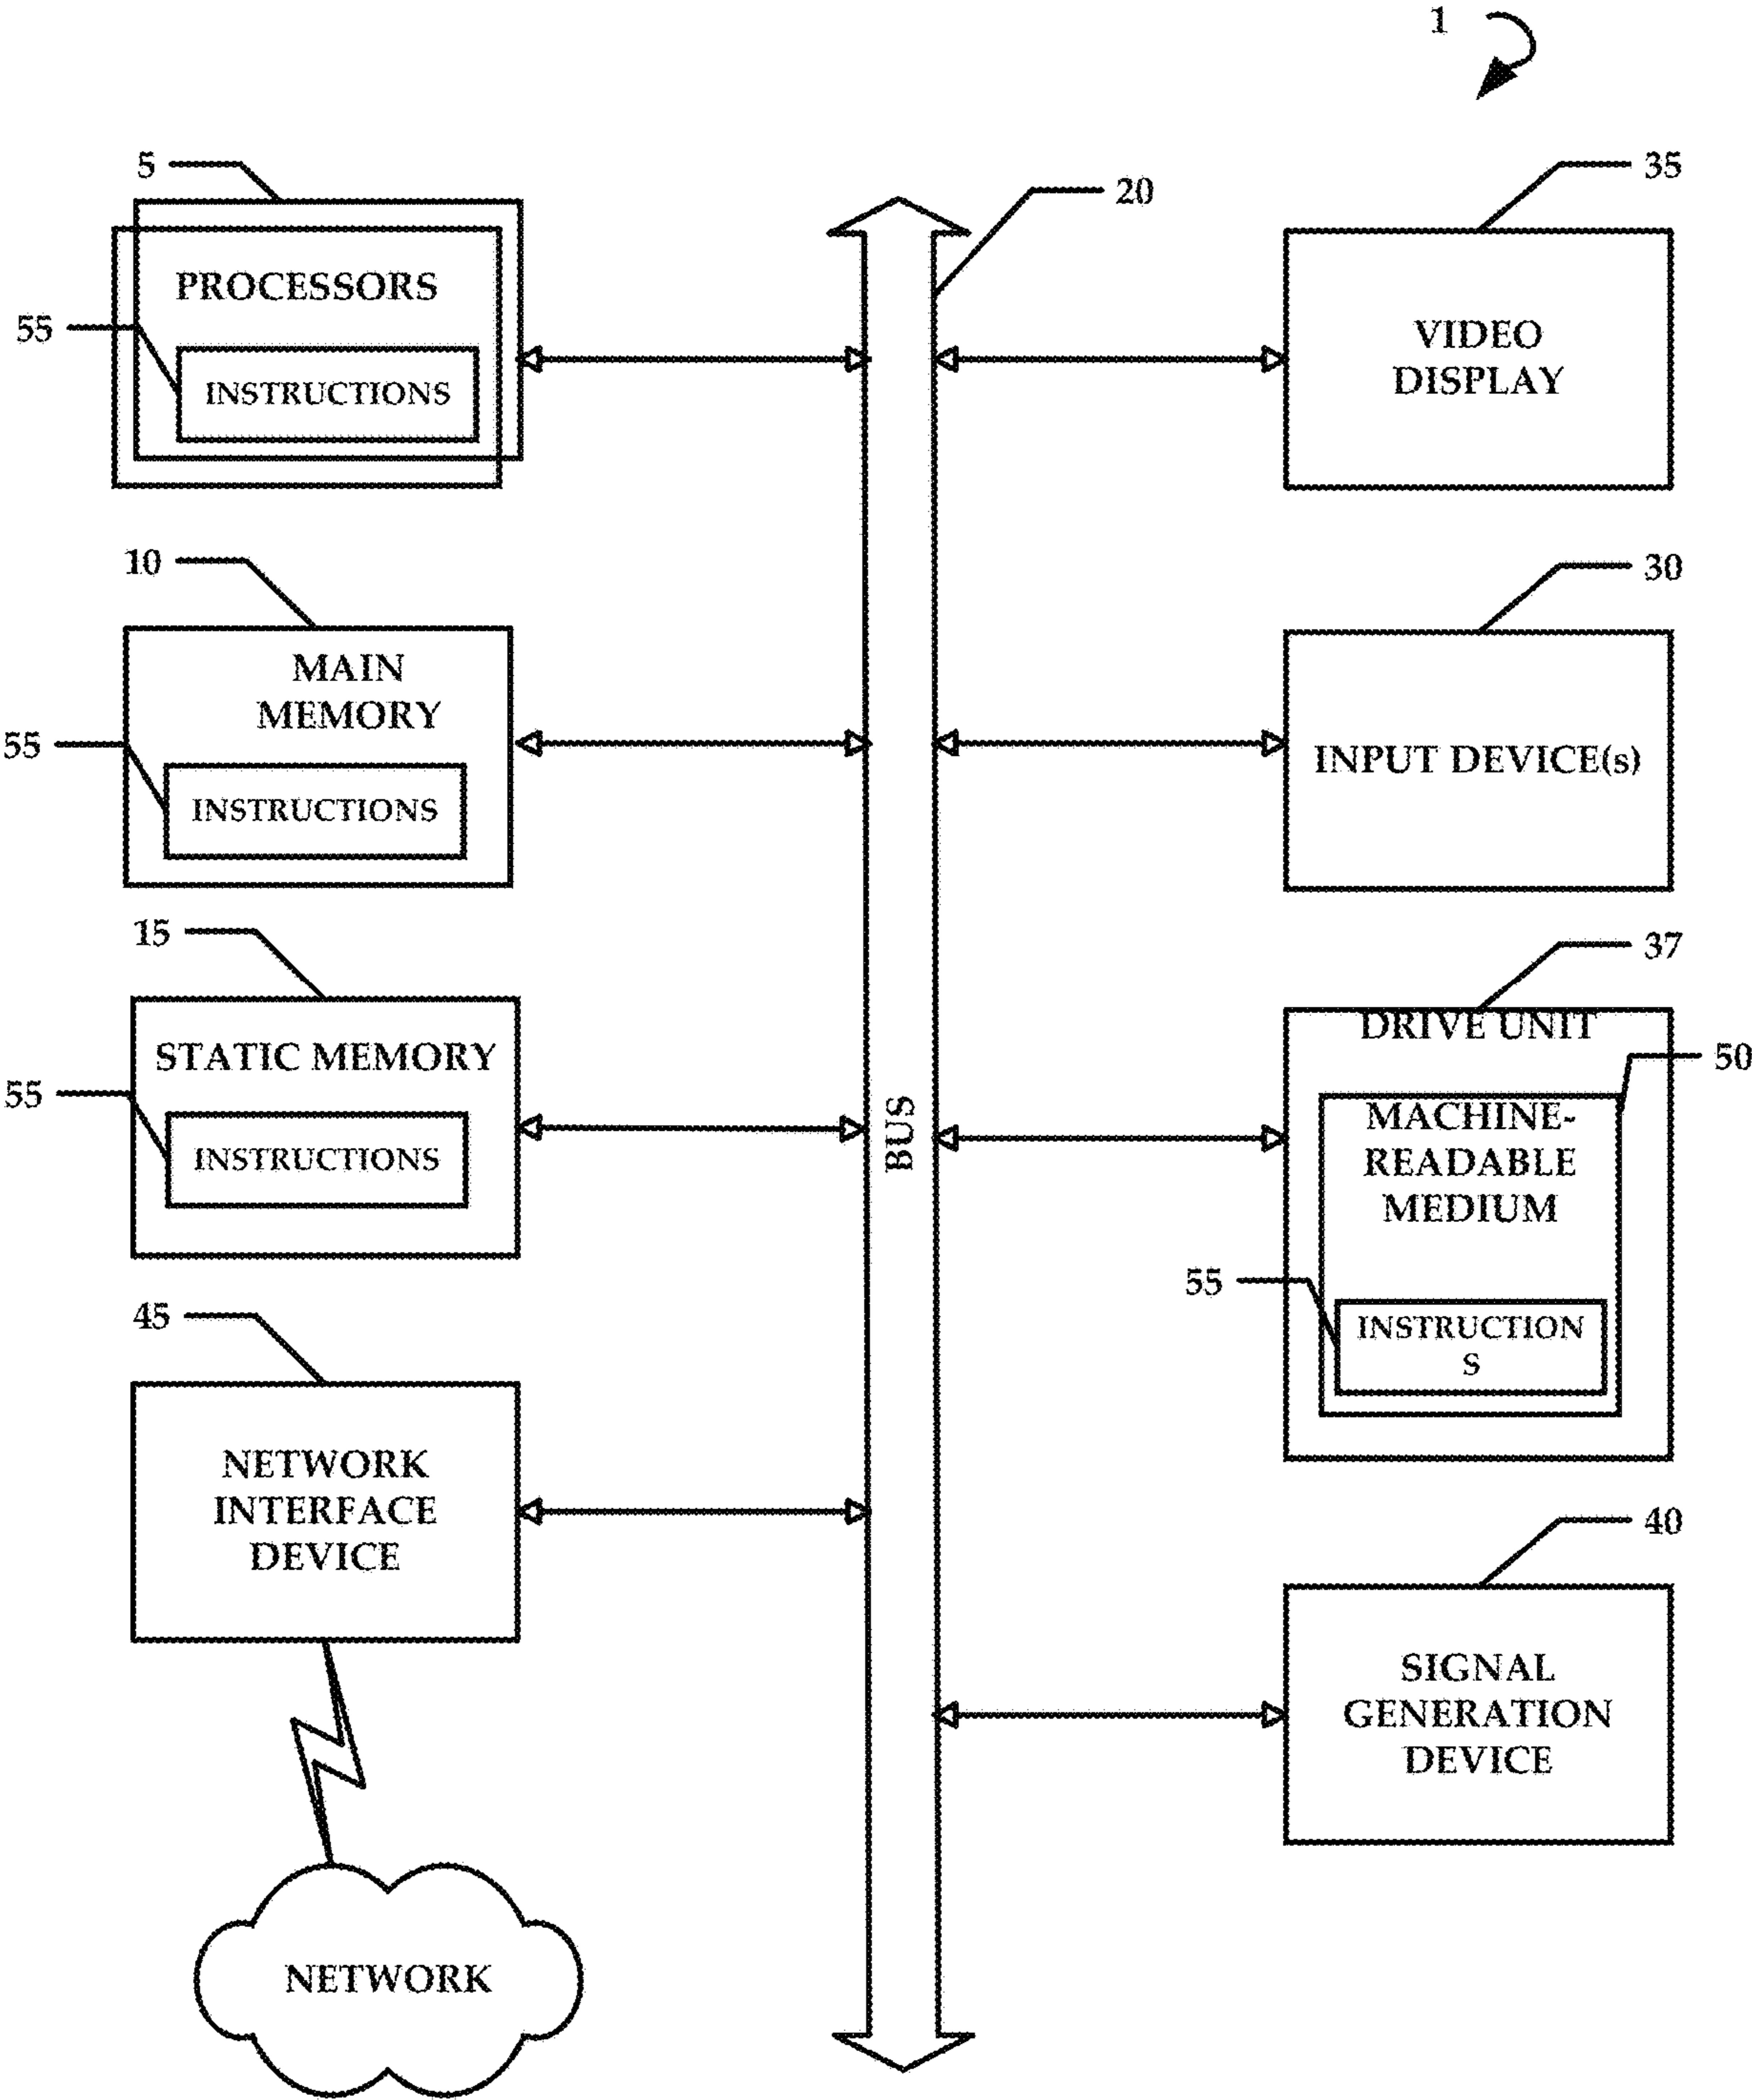 1
5
PROCESSORS
55
INSTRUCTIONS
10
MAIN
MEMORY
55
INSTRUCTIONS
15
STATIC MEMORY
55
INSTRUCTIONS
45
NETWORK
INTERFACE
DEVICE
NETWORK
20
BUS
35
VIDEO
DISPLAY
30
INPUT DEVICE(s)
37
DRIVE UNIT
50
MACHINE-
READABLE
MEDIUM
55
INSTRUCTION
S
40
SIGNAL
GENERATION
DEVICE